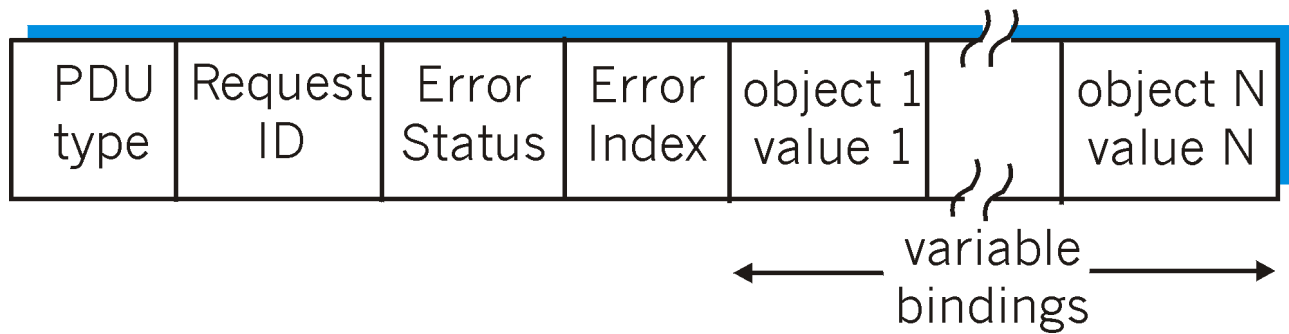 PDU
type
Request
ID
Error
Status
Error
Index
object 1
value 1
object N
value N
variable
bindings